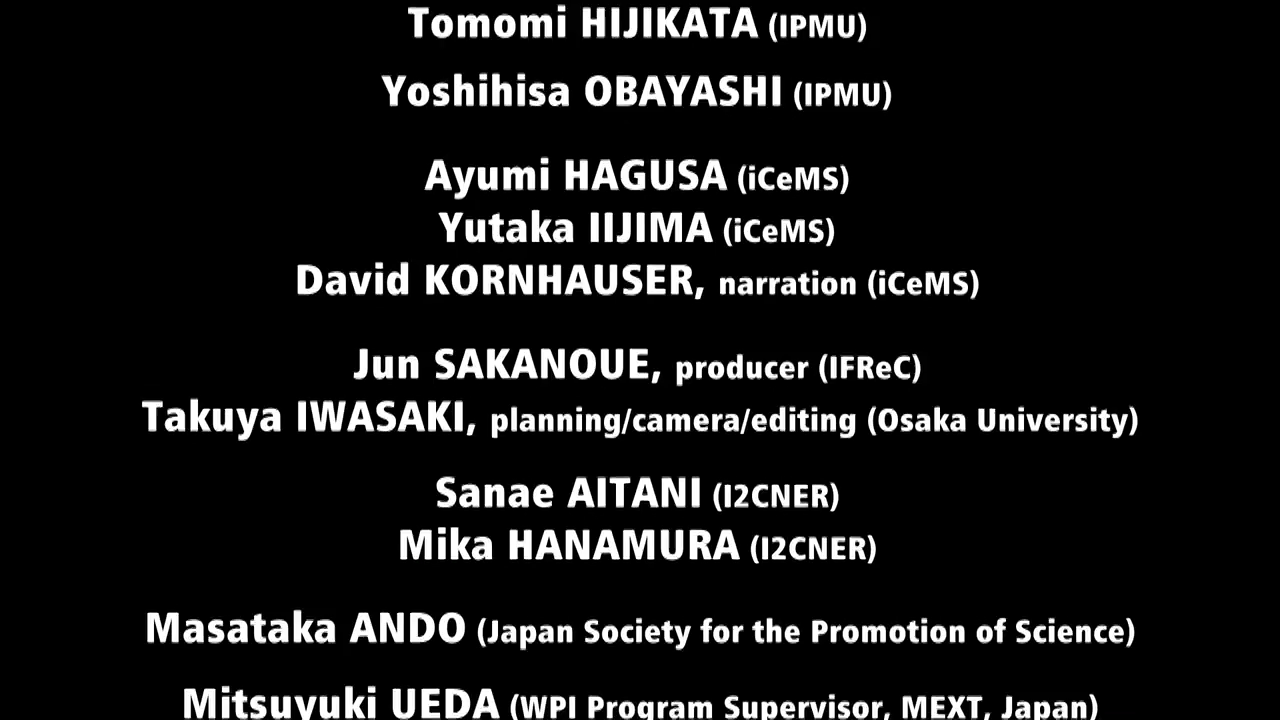 Tomomi HIJIKATA (IPMU)
Yoshihisa OBAYASHI (IPMU)
Ayumi HAGUSA (iCeMS)
Yutaka IIJIMA (iCeMS)
David KORNHAUSER, narration (iCeMS)
Jun SAKANOUE, producer (IFReC)
Takuya IWASAKI, planning/camera/editing (Osaka University)
Sanae AITANI (I2CNER)
Mika HANAMURA (I2CNER)
Masataka ANDO (Japan Society for the Promotion of Science)
Mitsuyuki UEDA (WPI Program Supervisor, MEXT, Japan)